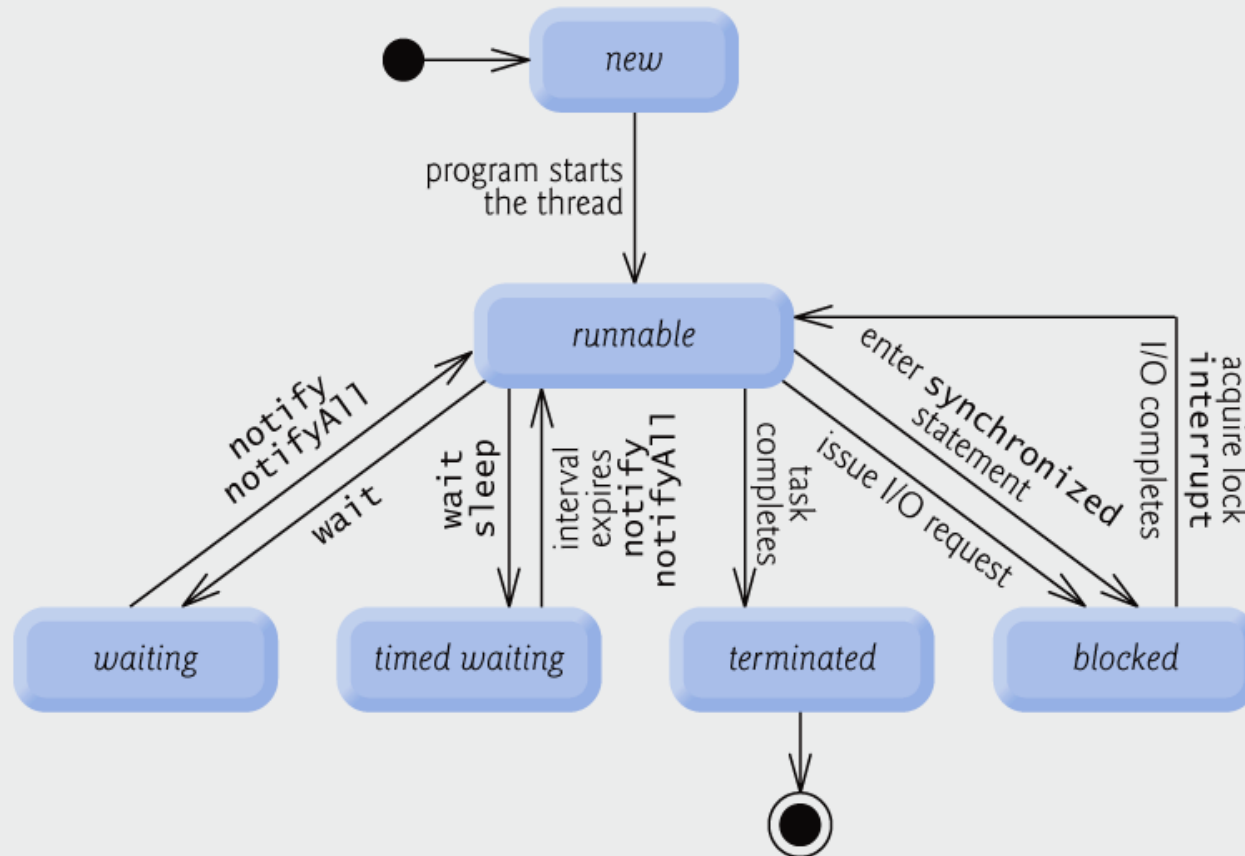 new
program starts
the thread
runnable
notify
notifyAll
wait
wait
sleep
interval
expires
notify
notifyAll
task
completes
enter synchronized
statement
issue I/O request
acquire lock
interrupt
I/O completes
waiting
timed waiting
terminated
blocked